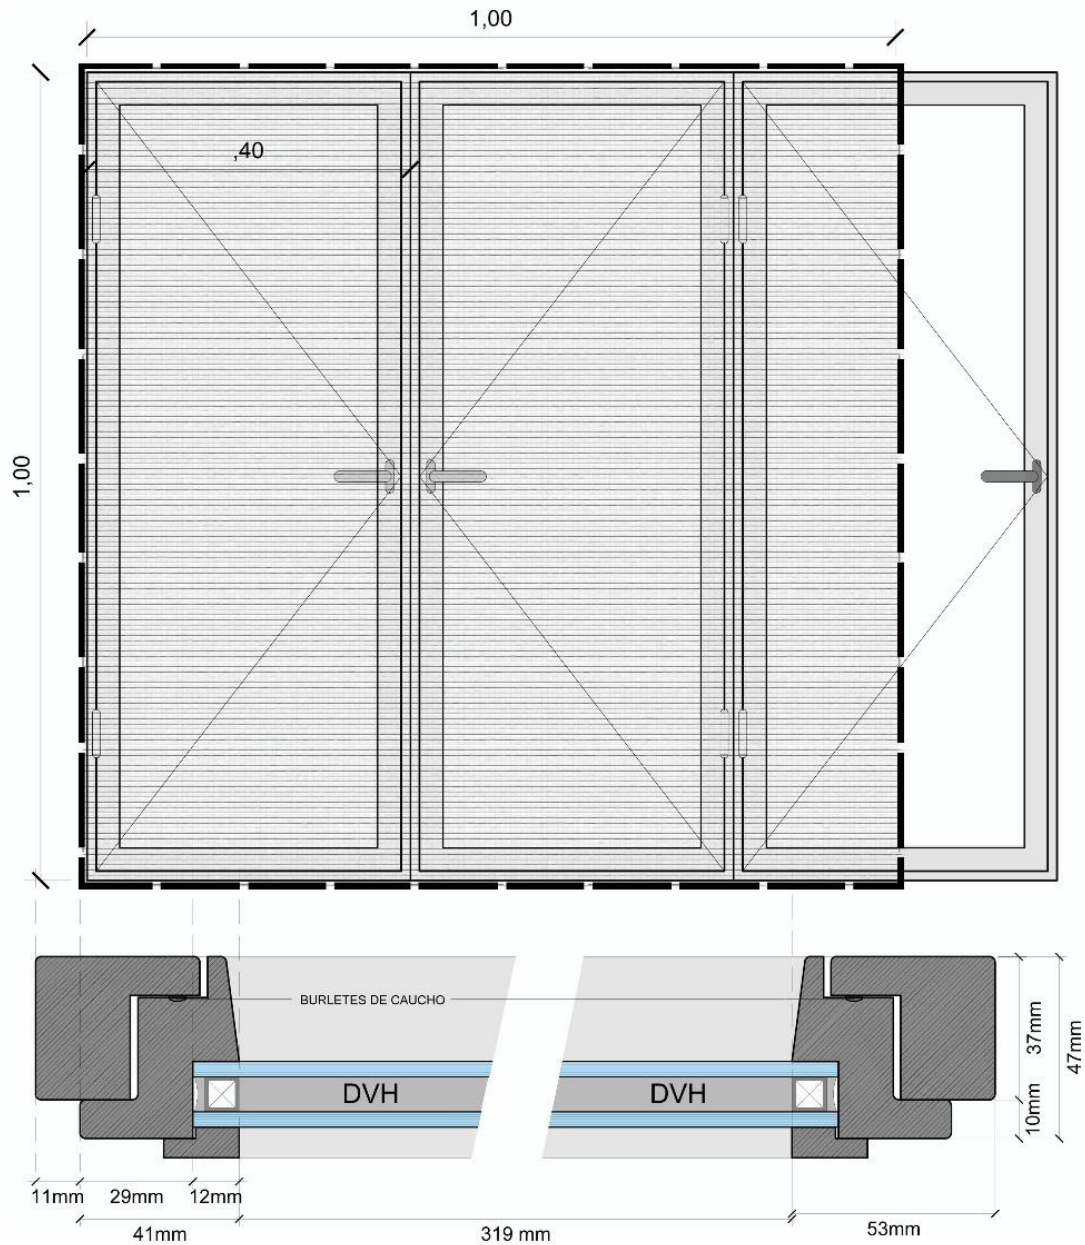 1,00
,40
1,00
BURLETES DE CAUCHO
DVH
DVH
37mm
47mm
10mm
11mm
29mm
12mm
41mm
319 mm
53mm